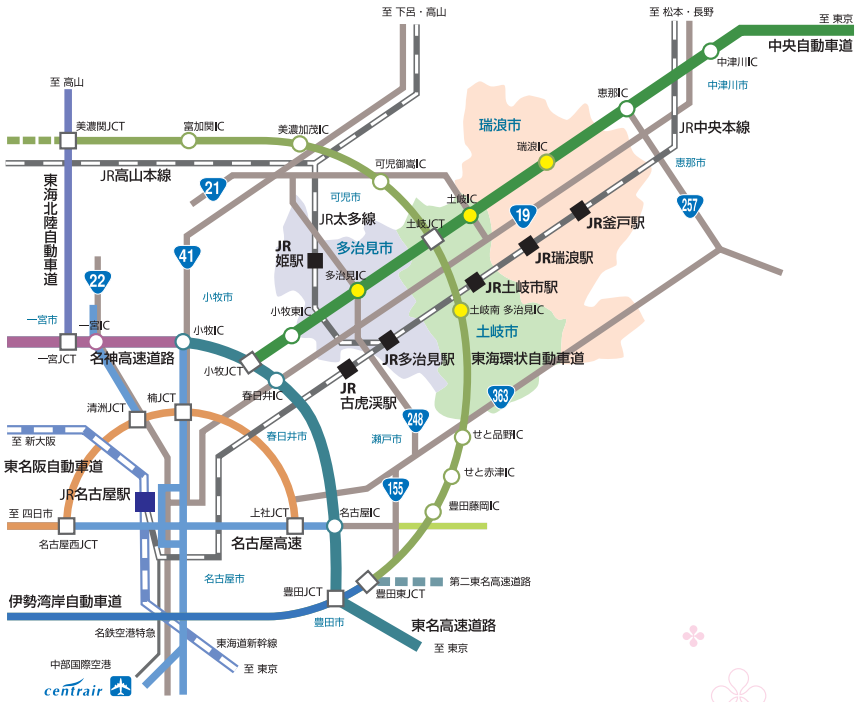 至 下呂・高山
至 松本・長野
至 東京
中央自動車道
中津川IC
至 高山
中津川市
恵那IC
美濃関JCT
富加関IC
美濃加茂IC
瑞浪市
JR中央本線
瑞浪IC
可児御嵩IC
恵那市
JR高山本線
東海北陸自動車道
21
可児市
土岐IC
19
257
JR太多線
土岐JCT
JR釜戸駅
41
JR
姫駅
多治見市
JR瑞浪駅
22
多治見IC
JR土岐市駅
小牧市
小牧東IC
土岐南 多治見IC
一宮市
一宮IC
小牧IC
土岐市
一宮JCT
名神高速道路
小牧JCT
JR多治見駅
東海環状自動車道
春日井IC
JR
古虎渓駅
363
清洲JCT
楠JCT
248
春日井市
瀬戸市
せと品野IC
至 新大阪
東名阪自動車道
せと赤津IC
JR名古屋駅
155
豊田藤岡IC
至 四日市
上社JCT
名古屋IC
名古屋西JCT
名古屋高速
名古屋市
豊田JCT
第二東名高速道路
豊田東JCT
伊勢湾岸自動車道
豊田市
東名高速道路
名鉄空港特急
東海道新幹線
至 東京
至 東京
中部国際空港
centrair